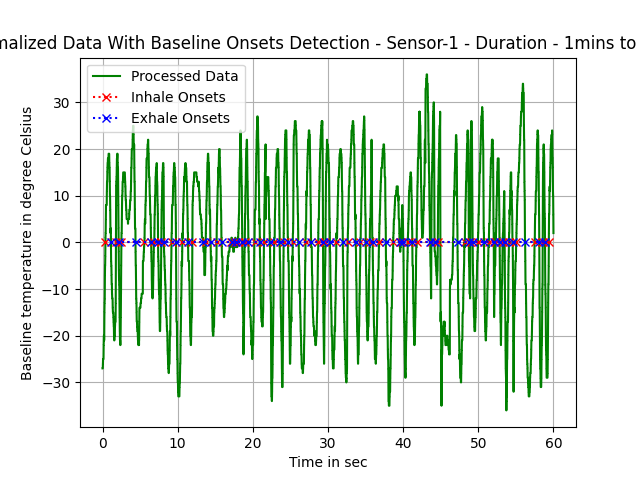 malized Data With Baseline Onsets Detection - Sensor-1 - Duration - 1mins to
Processed Data
Inhale Onsets
Exhale Onsets
Baseline temperature in degree Celsius
30
20
10
0
−10
−20
−30
0 10 20 30 40 50 60
Time in sec